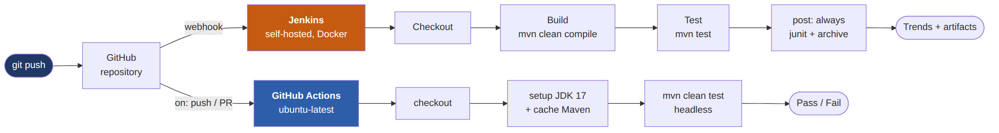 git push
GitHub
repository
webhook
Jenkins
self-hosted, Docker
Checkout
Build
mvn clean compile
Test
mvn test
post: always
junit + archive
Trends + artifacts
on: push / PR
GitHub Actions
ubuntu-latest
checkout
setup JDK 17
+ cache Maven
mvn clean test
headless
Pass / Fail